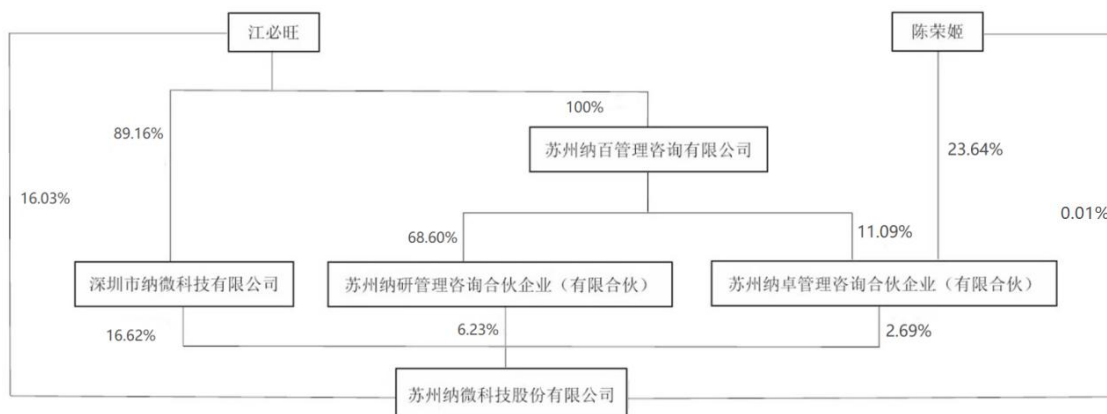 江必旺
陈荣姬
100%
89.16%
苏州纳百管理咨询有限公司
23.64%
16.03%
0.01%
68.60%
11.09%
深圳市纳微科技有限公司
苏州纳研管理咨询合伙企业（有限合伙）
苏州纳卓管理咨询合伙企业（有限合伙）
16.62%
6.23%
2.69%
苏州纳微科技股份有限公司